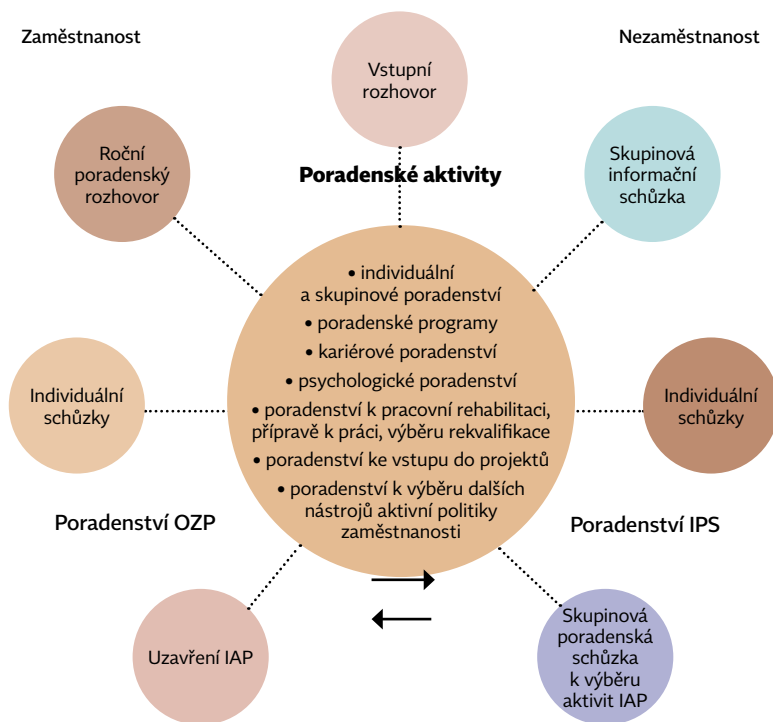 Zaměstnanost
Nezaměstnanost
Vstupní
rozhovor
Roční
poradenský
rozhovor
Poradenské aktivity
Skupinová
informační
schůzka
• individuální
a skupinové poradenství
• poradenské programy
• kariérové poradenství
• psychologické poradenství
• poradenství k pracovní rehabilitaci,
přípravě k práci, výběru rekvalifikace
• poradenství ke vstupu do projektů
• poradenství k výběru dalších
nástrojů aktivní politiky
zaměstnanosti
Individuální
schůzky
Individuální
schůzky
Poradenství OZP
Poradenství IPS
Uzavření IAP
Skupinová
poradenská
schůzka
k výběru
aktivit IAP